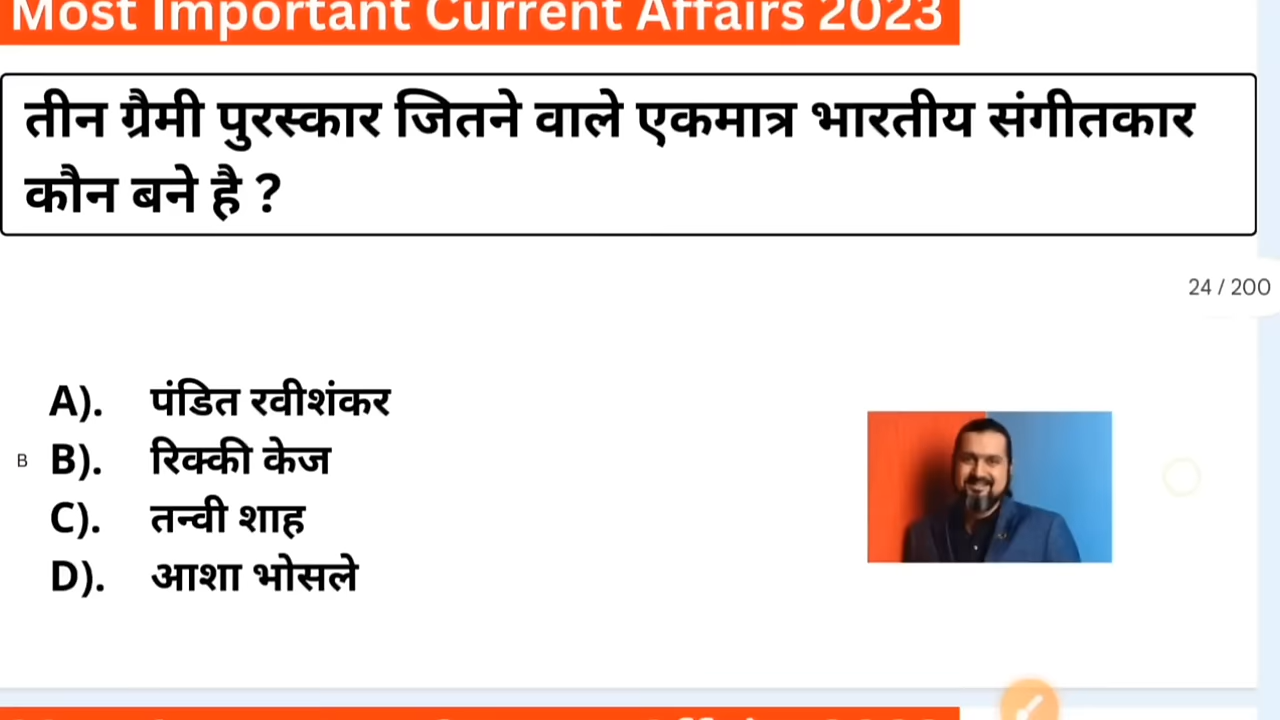 Most Important Current Affairs 2023
तीन ग्रैमी पुरस्कार जितने वाले एकमात्र भारतीय संगीतकार
कौन बने है ?
24 / 200
A). पंडित रवीशंकर
B B). रिक्की केज
C). तन्वी शाह
D). आशा भोसले